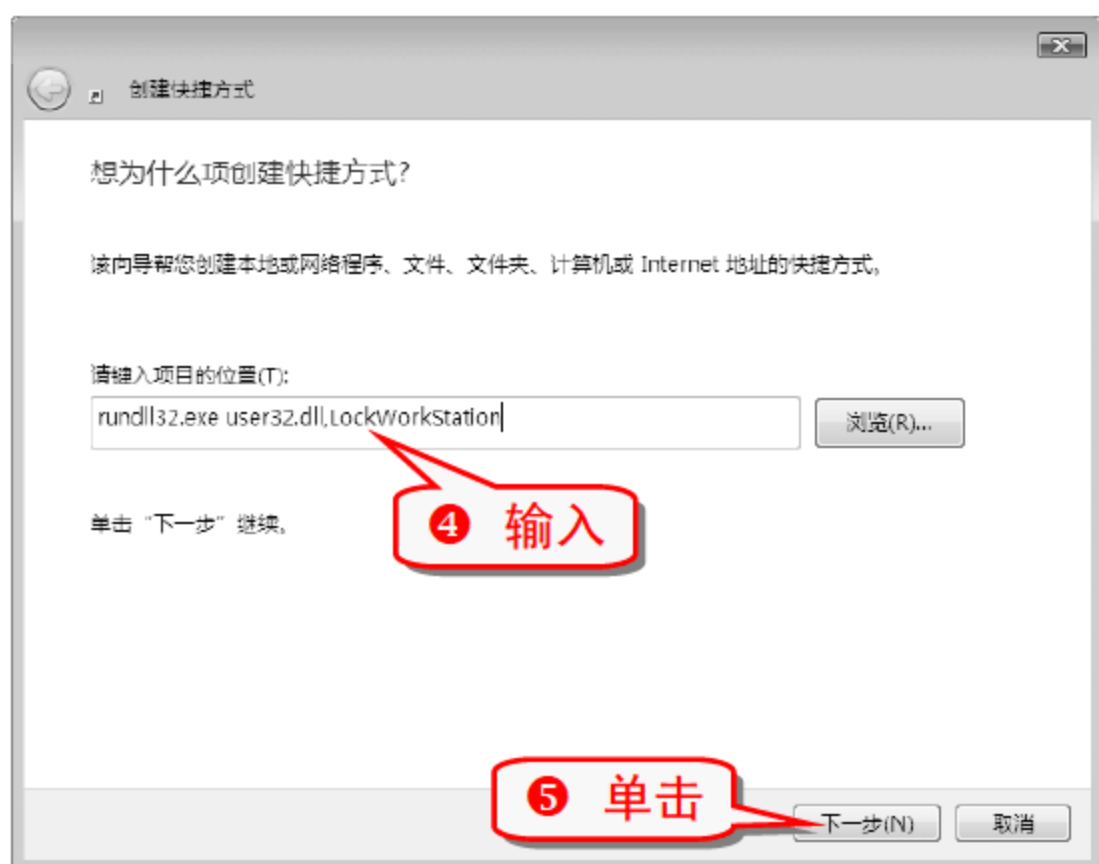 创建快捷方式
想为什么项创建快捷方式?
该向导帮您创建本地或网络程序、文件、文件夹、计算机或 Internet 地址的快捷方式。
请键入项目的位置(T):
rundll32.exe user32.dll,LockWorkStation
浏览(R)...
❹ 输入
单击“下一步”继续。
❺ 单击
下一步(N)
取消